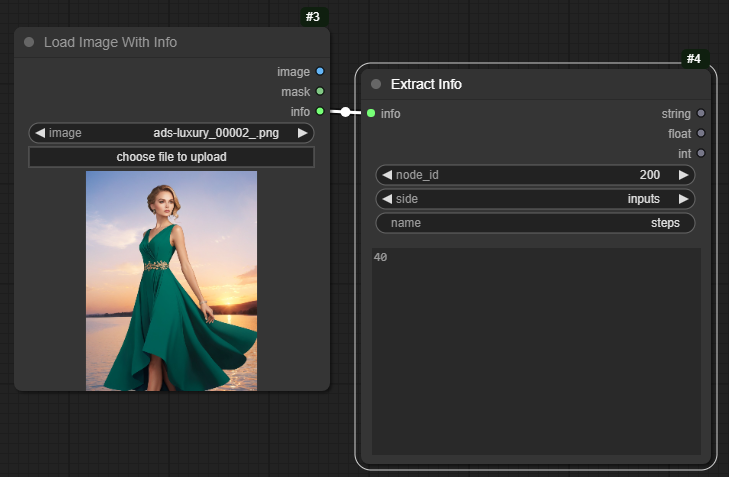 #3
Load Image With Info
image
mask
info
image ads-luxury_00002_.png
choose file to upload
#4
Extract Info
info string
float
int
node_id 200
side inputs
name steps
40